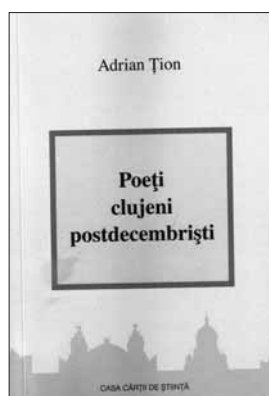 Adrian Țion
Poeți
clujeni
postdecembriști
CASA CĂRȚII DE ȘTIINȚĂ